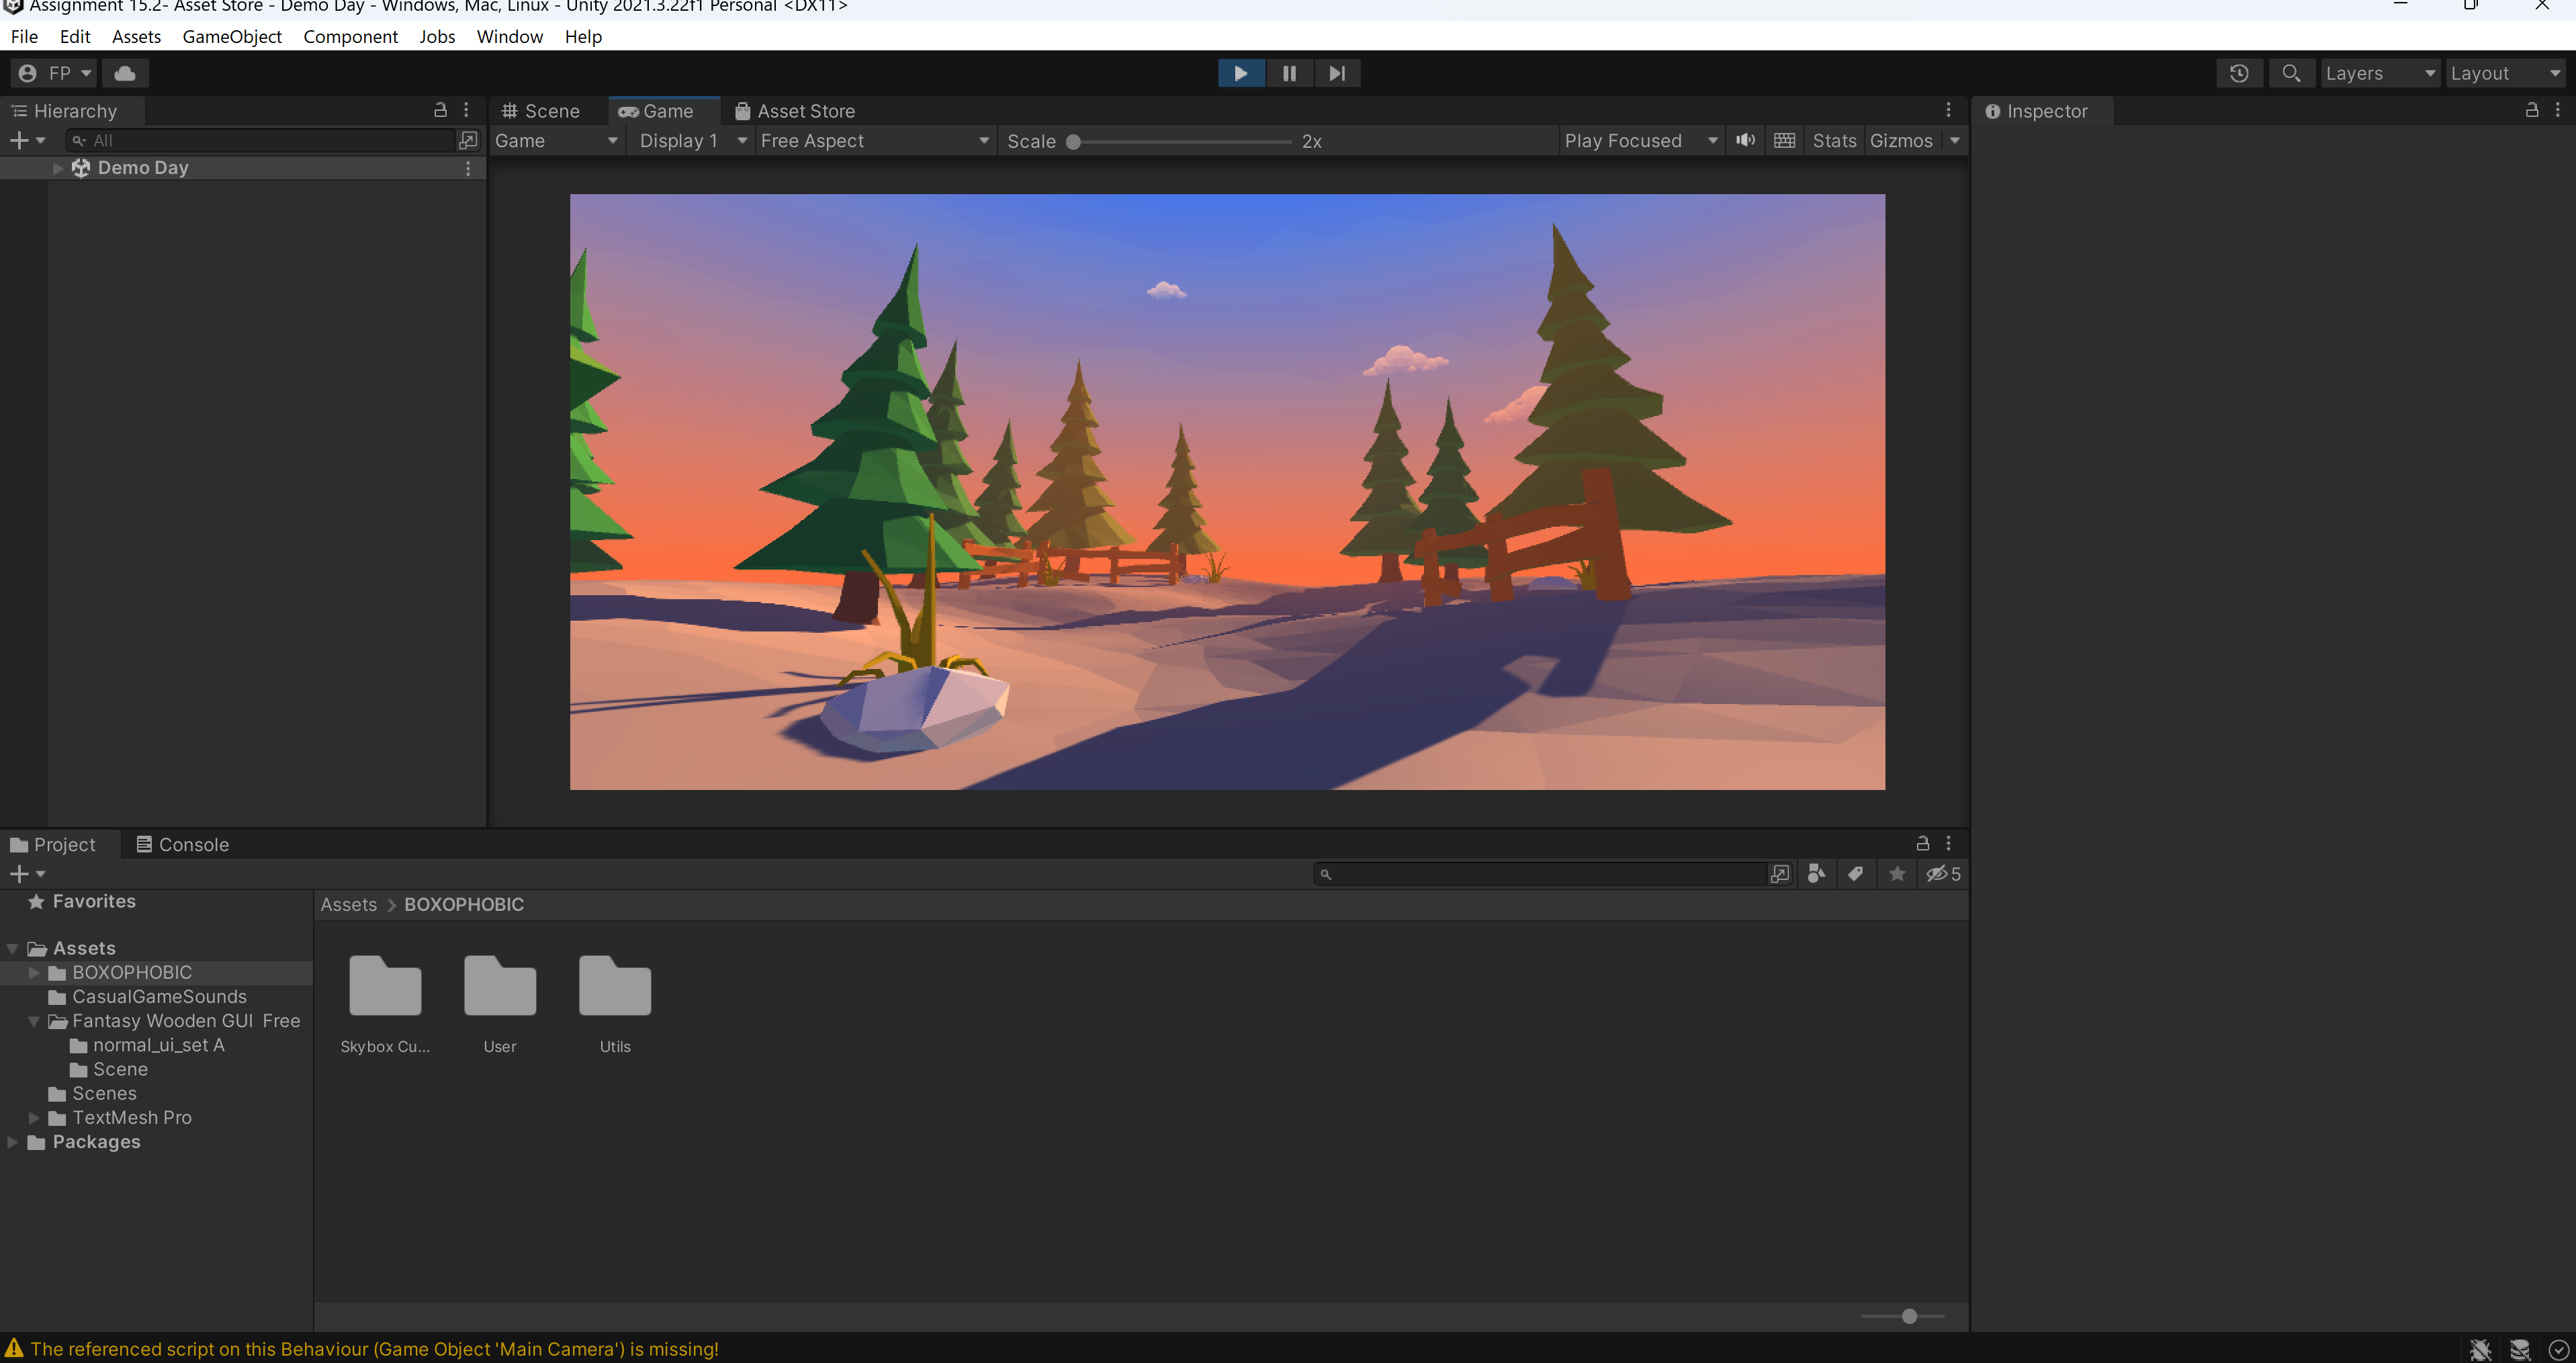 Assignment 15.2- Asset Store - Demo Day - Windows, Mac, Linux - Unity 2021.3.22f1 Personal <DX11>
File Edit Assets GameObject Component Jobs Window Help
FP Layers Layout
Hierarchy Scene Game Asset Store Inspector
All Game Display 1 Free Aspect Scale 2x Play Focused Stats Gizmos
Demo Day
Project Console
5
Favorites Assets > BOXOPHOBIC
Assets
BOXOPHOBIC
CasualGameSounds
Fantasy Wooden GUI  Free
normal_ui_set A
Skybox Cu... User Utils
Scene
Scenes
TextMesh Pro
Packages
The referenced script on this Behaviour (Game Object 'Main Camera') is missing!